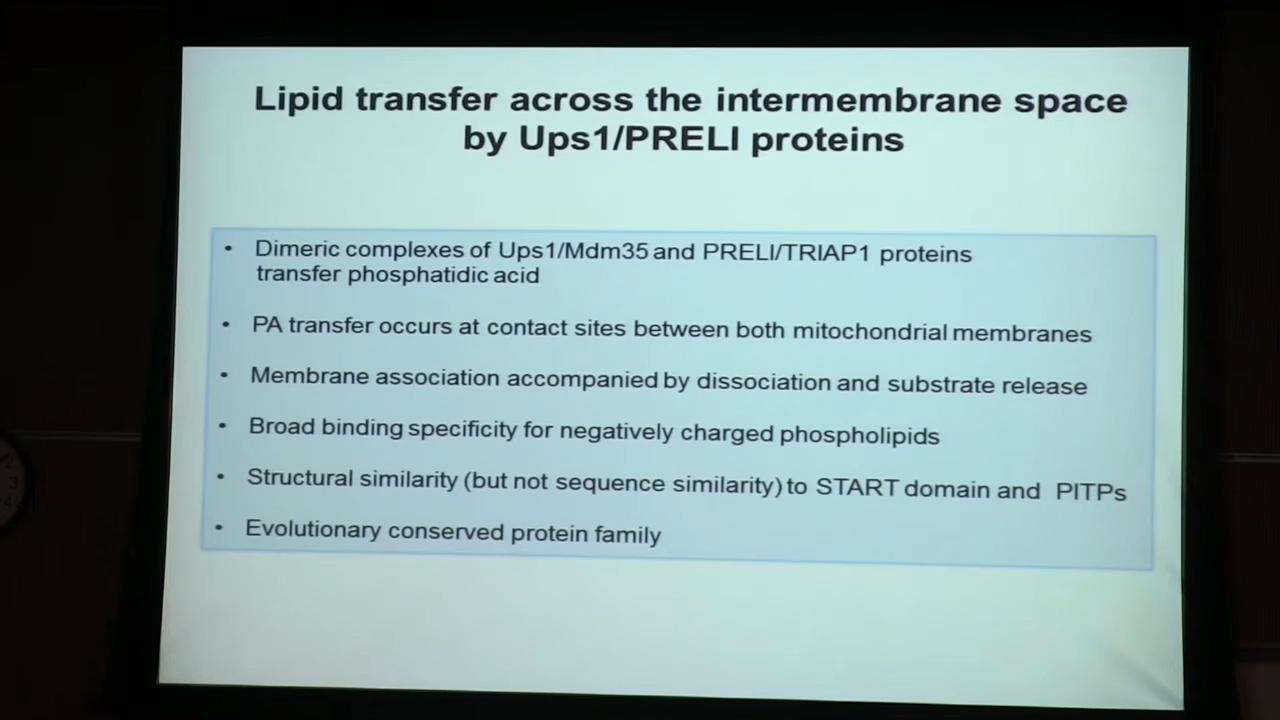 Lipid transfer across the intermembrane space
by Ups1/PRELI proteins
• Dimeric complexes of Ups1/Mdm35 and PRELI/TRIAP1 proteins
transfer phosphatidic acid
• PA transfer occurs at contact sites between both mitochondrial membranes
• Membrane association accompanied by dissociation and substrate release
• Broad binding specificity for negatively charged phospholipids
• Structural similarity (but not sequence similarity) to START domain and PITPs
• Evolutionary conserved protein family
2
3
4